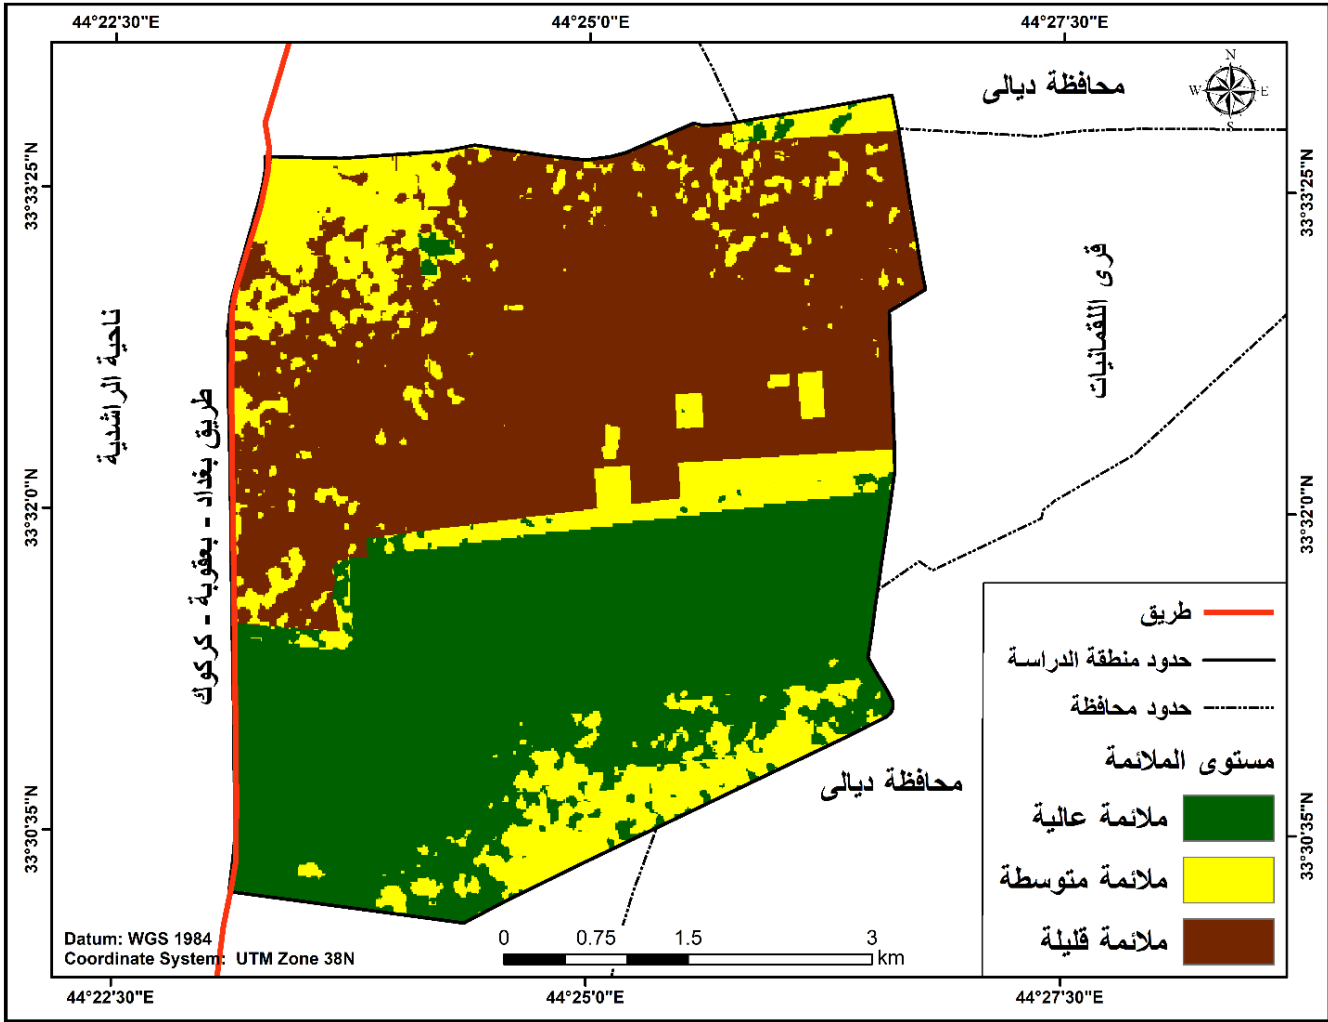 44°22'30"E
44°25'0"E
44°27'30"E
محافظة ديالى
N
W
E
S
33°33'25"N
33°33'25"N
قرى اللقمانيات
ناحية الراشدية
طريق بغداد - بعقوبة - كركوك
33°32'0"N
33°32'0"N
طريق
حدود منطقة الدراسة
حدود محافظة
مستوى الملائمة
محافظة ديالى
ملائمة عالية
33°30'35"N
33°30'35"N
ملائمة متوسطة
ملائمة قليلة
Datum: WGS 1984
Coordinate System: UTM Zone 38N
0 0.75 1.5 3
km
44°22'30"E
44°25'0"E
44°27'30"E